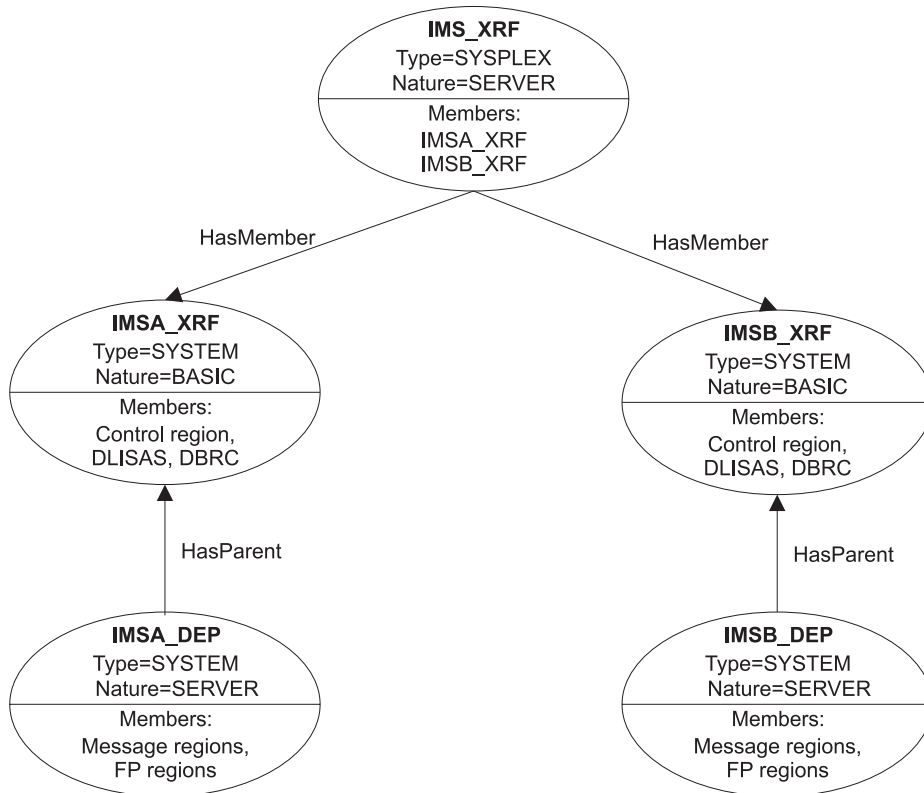 IMS_XRF
Type=SYSPLEX
Nature=SERVER
Members:
IMSA_XRF
IMSB_XRF
HasMember
HasMember
IMSA_XRF
Type=SYSTEM
Nature=BASIC
Members:
Control region,
DLISAS, DBRC
IMSB_XRF
Type=SYSTEM
Nature=BASIC
Members:
Control region,
DLISAS, DBRC
HasParent
HasParent
IMSA_DEP
Type=SYSTEM
Nature=SERVER
Members:
Message regions,
FP regions
IMSB_DEP
Type=SYSTEM
Nature=SERVER
Members:
Message regions,
FP regions